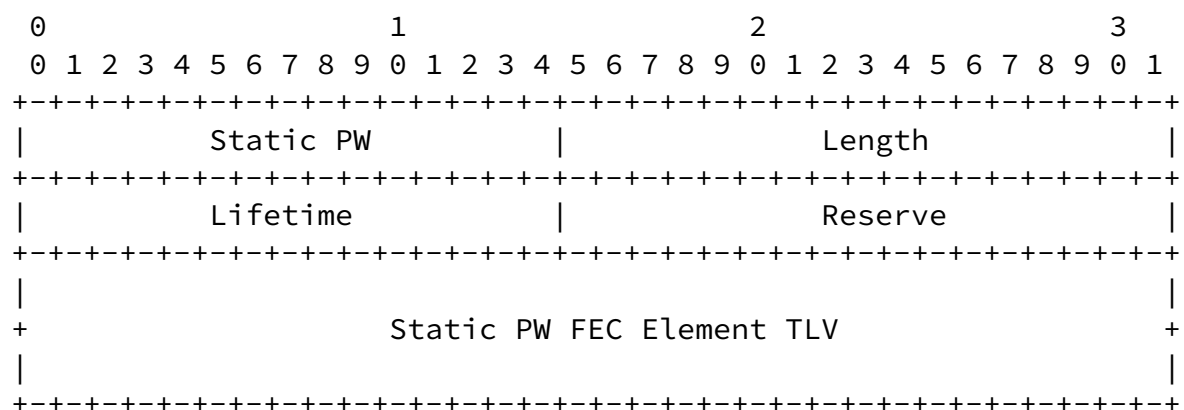 0                   1                   2                   3
 0 1 2 3 4 5 6 7 8 9 0 1 2 3 4 5 6 7 8 9 0 1 2 3 4 5 6 7 8 9 0 1
+-+-+-+-+-+-+-+-+-+-+-+-+-+-+-+-+-+-+-+-+-+-+-+-+-+-+-+-+-+-+-+-+
|          Static PW           |              Length             |
+-+-+-+-+-+-+-+-+-+-+-+-+-+-+-+-+-+-+-+-+-+-+-+-+-+-+-+-+-+-+-+-+
|          Lifetime            |              Reserve            |
+-+-+-+-+-+-+-+-+-+-+-+-+-+-+-+-+-+-+-+-+-+-+-+-+-+-+-+-+-+-+-+-+
|                                                               |
+                    Static PW FEC Element TLV                  +
|                                                               |
+-+-+-+-+-+-+-+-+-+-+-+-+-+-+-+-+-+-+-+-+-+-+-+-+-+-+-+-+-+-+-+-+